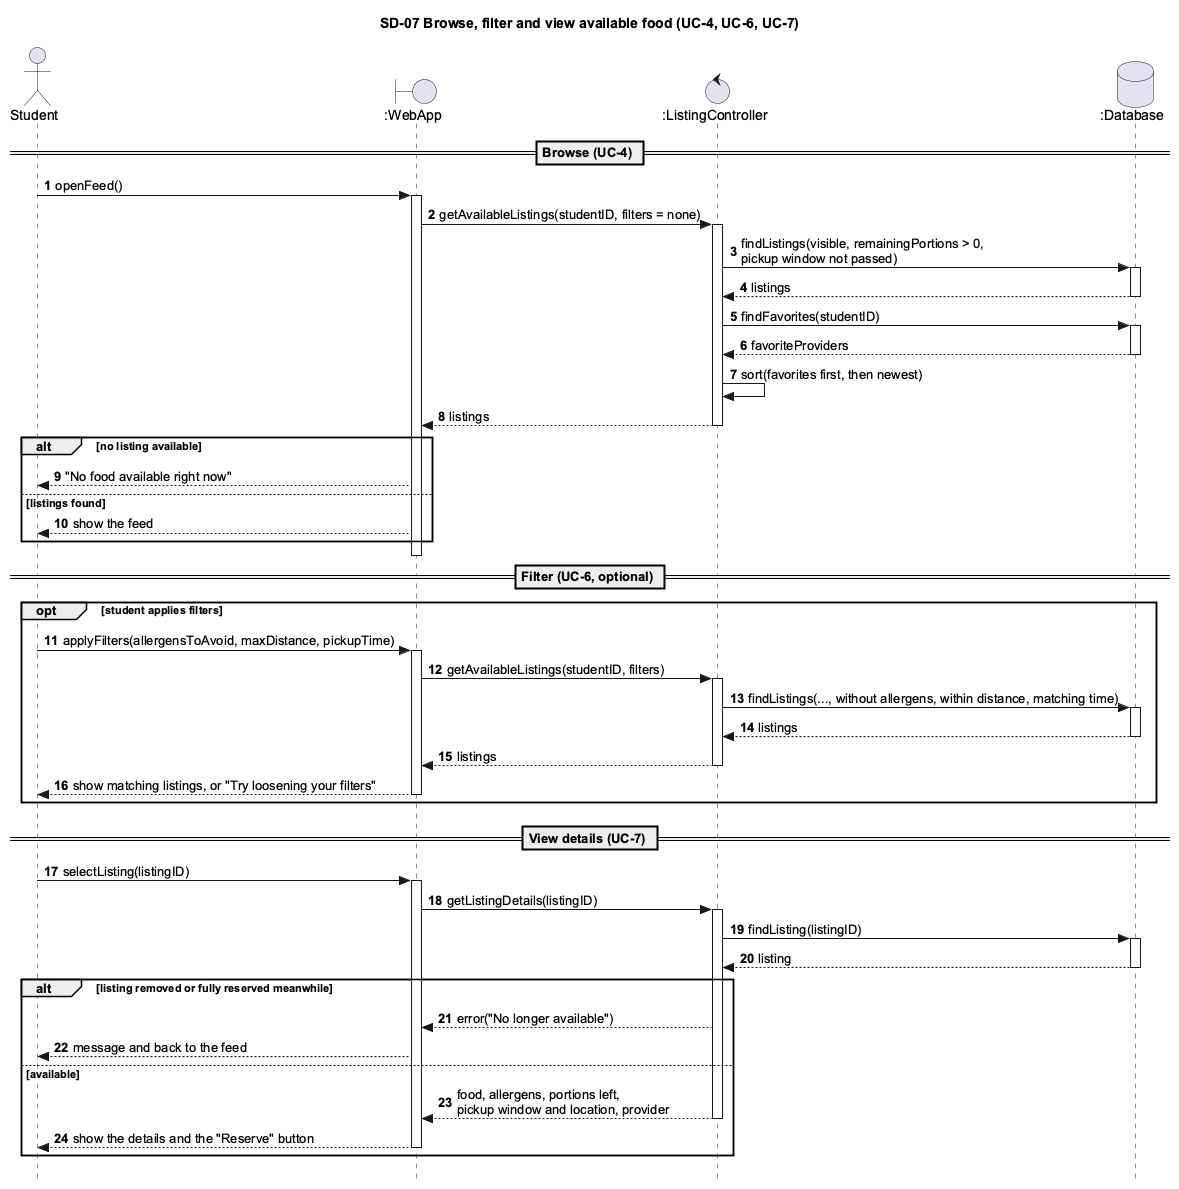 SD-07 Browse, filter and view available food (UC-4, UC-6, UC-7)
Student
:WebApp
:ListingController
:Database
Browse (UC-4)
1 openFeed()
2 getAvailableListings(studentID, filters = none)
3 findListings(visible, remainingPortions > 0,
pickup window not passed)
4 listings
5 findFavorites(studentID)
6 favoriteProviders
7 sort(favorites first, then newest)
8 listings
alt [no listing available]
9 "No food available right now"
[listings found]
10 show the feed
Filter (UC-6, optional)
opt [student applies filters]
11 applyFilters(allergensToAvoid, maxDistance, pickupTime)
12 getAvailableListings(studentID, filters)
13 findListings(..., without allergens, within distance, matching time)
14 listings
15 listings
16 show matching listings, or "Try loosening your filters"
View details (UC-7)
17 selectListing(listingID)
18 getListingDetails(listingID)
19 findListing(listingID)
20 listing
alt [listing removed or fully reserved meanwhile]
21 error("No longer available")
22 message and back to the feed
[available]
23 food, allergens, portions left,
pickup window and location, provider
24 show the details and the "Reserve" button